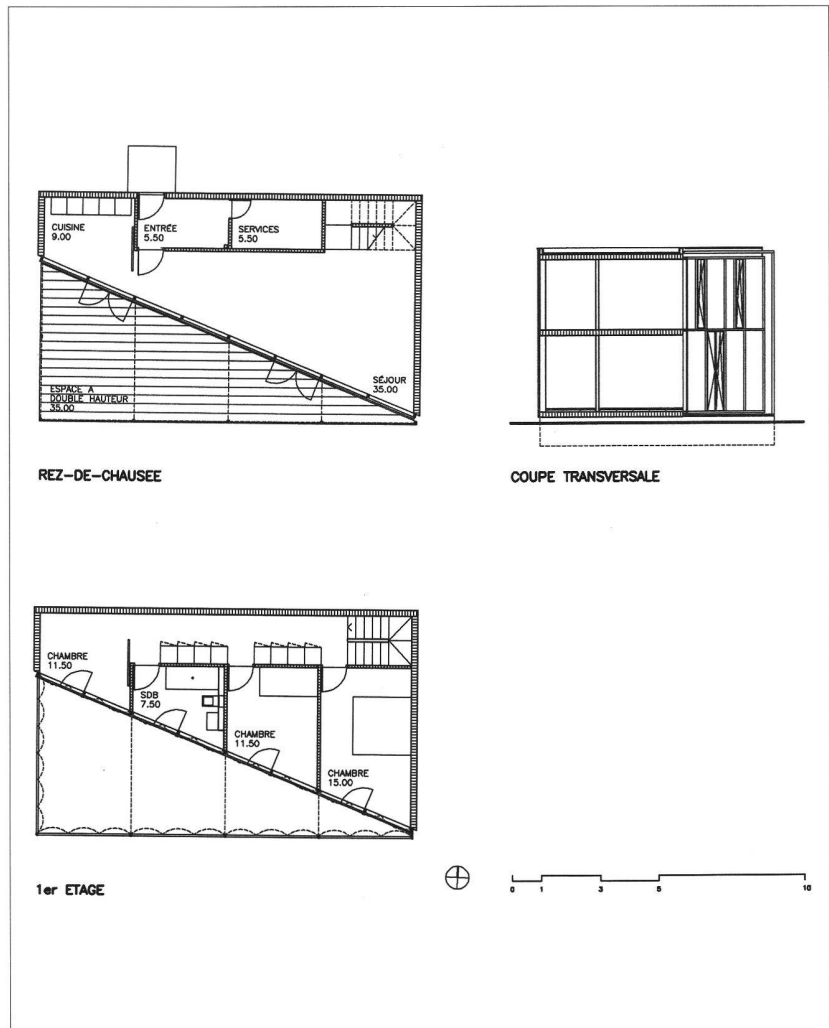 CUISINE
9.00
ENTRÉE
5.50
SERVICES
5.50
SÉJOUR
35.00
ESPACE A
DOUBLE HAUTEUR
35.00
REZ-DE-CHAUSEE
COUPE TRANSVERSALE
CHAMBRE
11.50
SDB
7.50
CHAMBRE
11.50
CHAMBRE
15.00
1er ETAGE
0 1 3 5 10